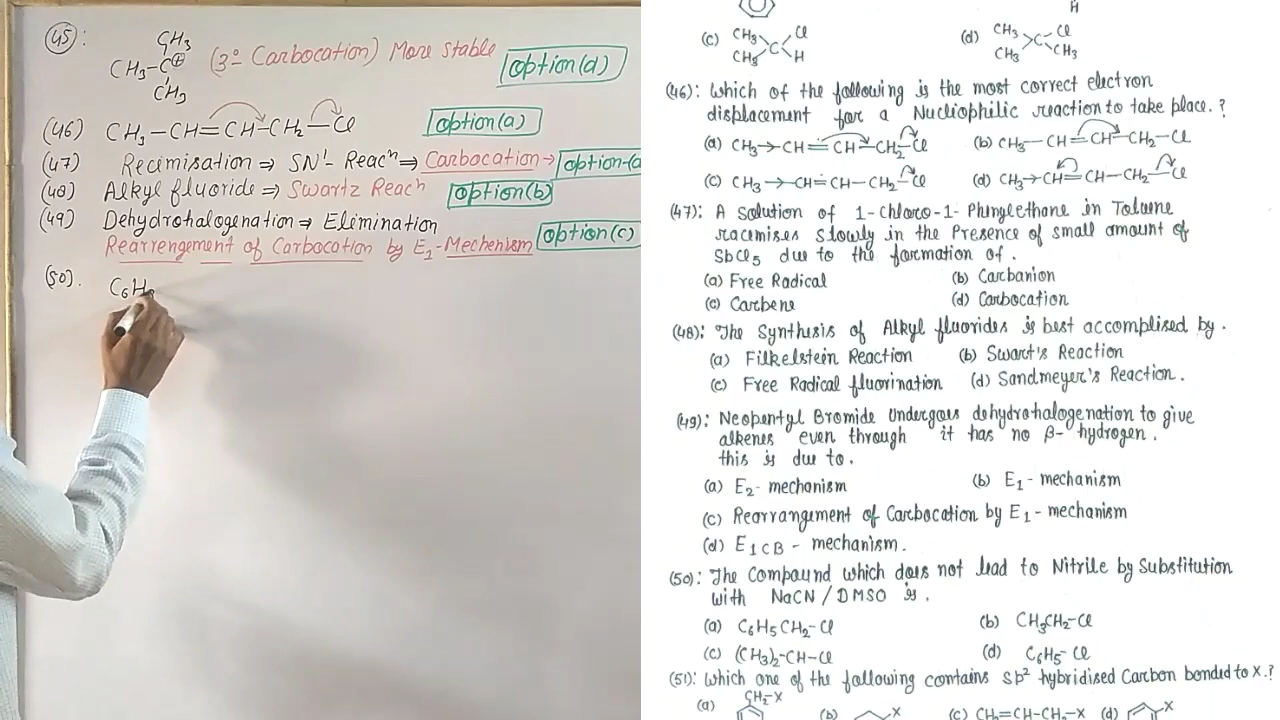 (45):
CH3
CH3-C⊕ (3° Carbocation) More Stable
CH3
option(d)
(46) CH3-CH=CH-CH2-Cl option(a)
(47) Recimisation ⇒ SN1- Reacn ⇒ Carbocation→ option-(d
(48) Alkyl fluoride ⇒ Swartz Reacn option(b)
(49) Dehydrohalogenation ⇒ Elimination
Rearrengement of Carbocation by E1-Mechenism option(c)
(50). C6H
H
(c) CH3 CH3 C Cl H
(d) CH3 CH3 C Cl CH3
(46): Which of the following is the most correct electron
displacement for a Nucliophilic reaction to take place.?
(a) CH3→CH=CH-CH2-Cl (b) CH3-CH=CH-CH2-Cl
(c) CH3→CH=CH-CH2-Cl (d) CH3→CH=CH-CH2-Cl
(47): A Solution of 1-Chloro-1-Phenylethane in Toluene
racemises slowly in the Presence of small amount of
SbCl5 due to the formation of.
(a) Free Radical (b) Carbanion
(c) Carbene (d) Carbocation
(48): The Synthesis of Alkyl fluorides is best accomplised by.
(a) Filkelstein Reaction (b) Swart's Reaction
(c) Free Radical fluorination (d) Sandmeyer's Reaction.
(49): Neopentyl Bromide Undergoes dehydrohalogenation to give
alkenes even through it has no β- hydrogen.
this is due to.
(a) E2- mechanism (b) E1- mechanism
(c) Rearrangement of Carbocation by E1-mechanism
(d) E1CB - mechanism.
(50): The Compound which does not lead to Nitrile by Substitution
with NaCN/DMSO is.
(a) C6H5CH2-Cl (b) CH3CH2-Cl
(c) (CH3)2-CH-Cl (d) C6H5-Cl
(51): Which one of the following contains sp2 hybridised Carbon bonded to X.?
(a) CH2-X (b) X (c) CH2=CH-CH2-X (d) X